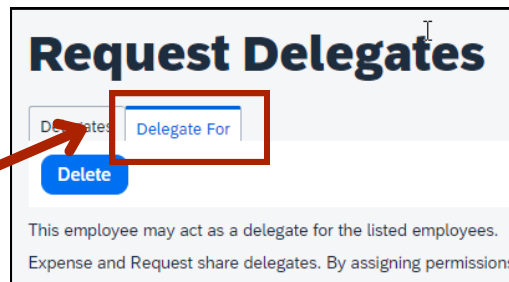 Request Delegates
Delegates Delegate For
Delete
This employee may act as a delegate for the listed employees.
Expense and Request share delegates. By assigning permissions